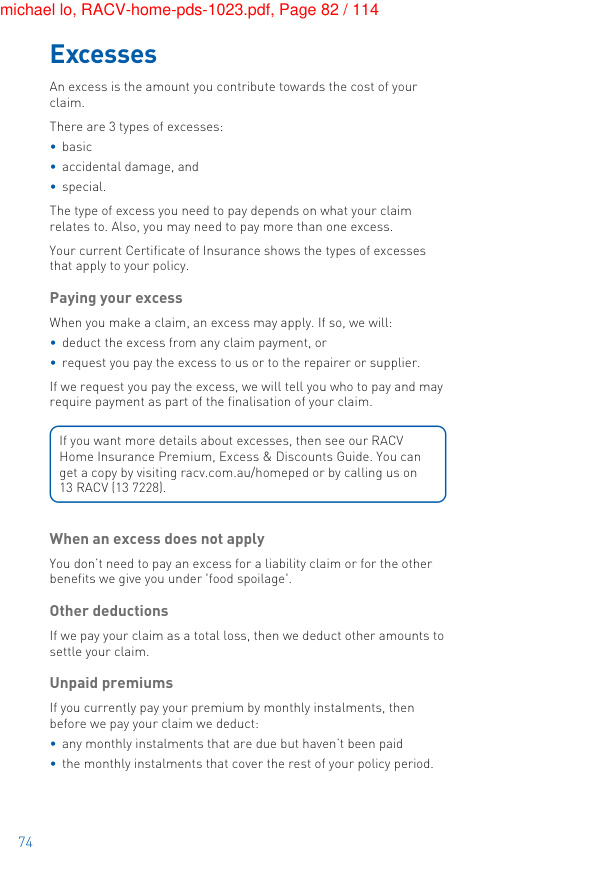 michael lo, RACV-home-pds-1023.pdf, Page 82 / 114
Excesses
An excess is the amount you contribute towards the cost of your
claim.
There are 3 types of excesses:
• basic
• accidental damage, and
• special.
The type of excess you need to pay depends on what your claim
relates to. Also, you may need to pay more than one excess.
Your current Certificate of Insurance shows the types of excesses
that apply to your policy.
Paying your excess
When you make a claim, an excess may apply. If so, we will:
• deduct the excess from any claim payment, or
• request you pay the excess to us or to the repairer or supplier.
If we request you pay the excess, we will tell you who to pay and may
require payment as part of the finalisation of your claim.
If you want more details about excesses, then see our RACV
Home Insurance Premium, Excess & Discounts Guide. You can
get a copy by visiting racv.com.au/homeped or by calling us on
13 RACV (13 7228).
When an excess does not apply
You don't need to pay an excess for a liability claim or for the other
benefits we give you under 'food spoilage'.
Other deductions
If we pay your claim as a total loss, then we deduct other amounts to
settle your claim.
Unpaid premiums
If you currently pay your premium by monthly instalments, then
before we pay your claim we deduct:
• any monthly instalments that are due but haven't been paid
• the monthly instalments that cover the rest of your policy period.
74